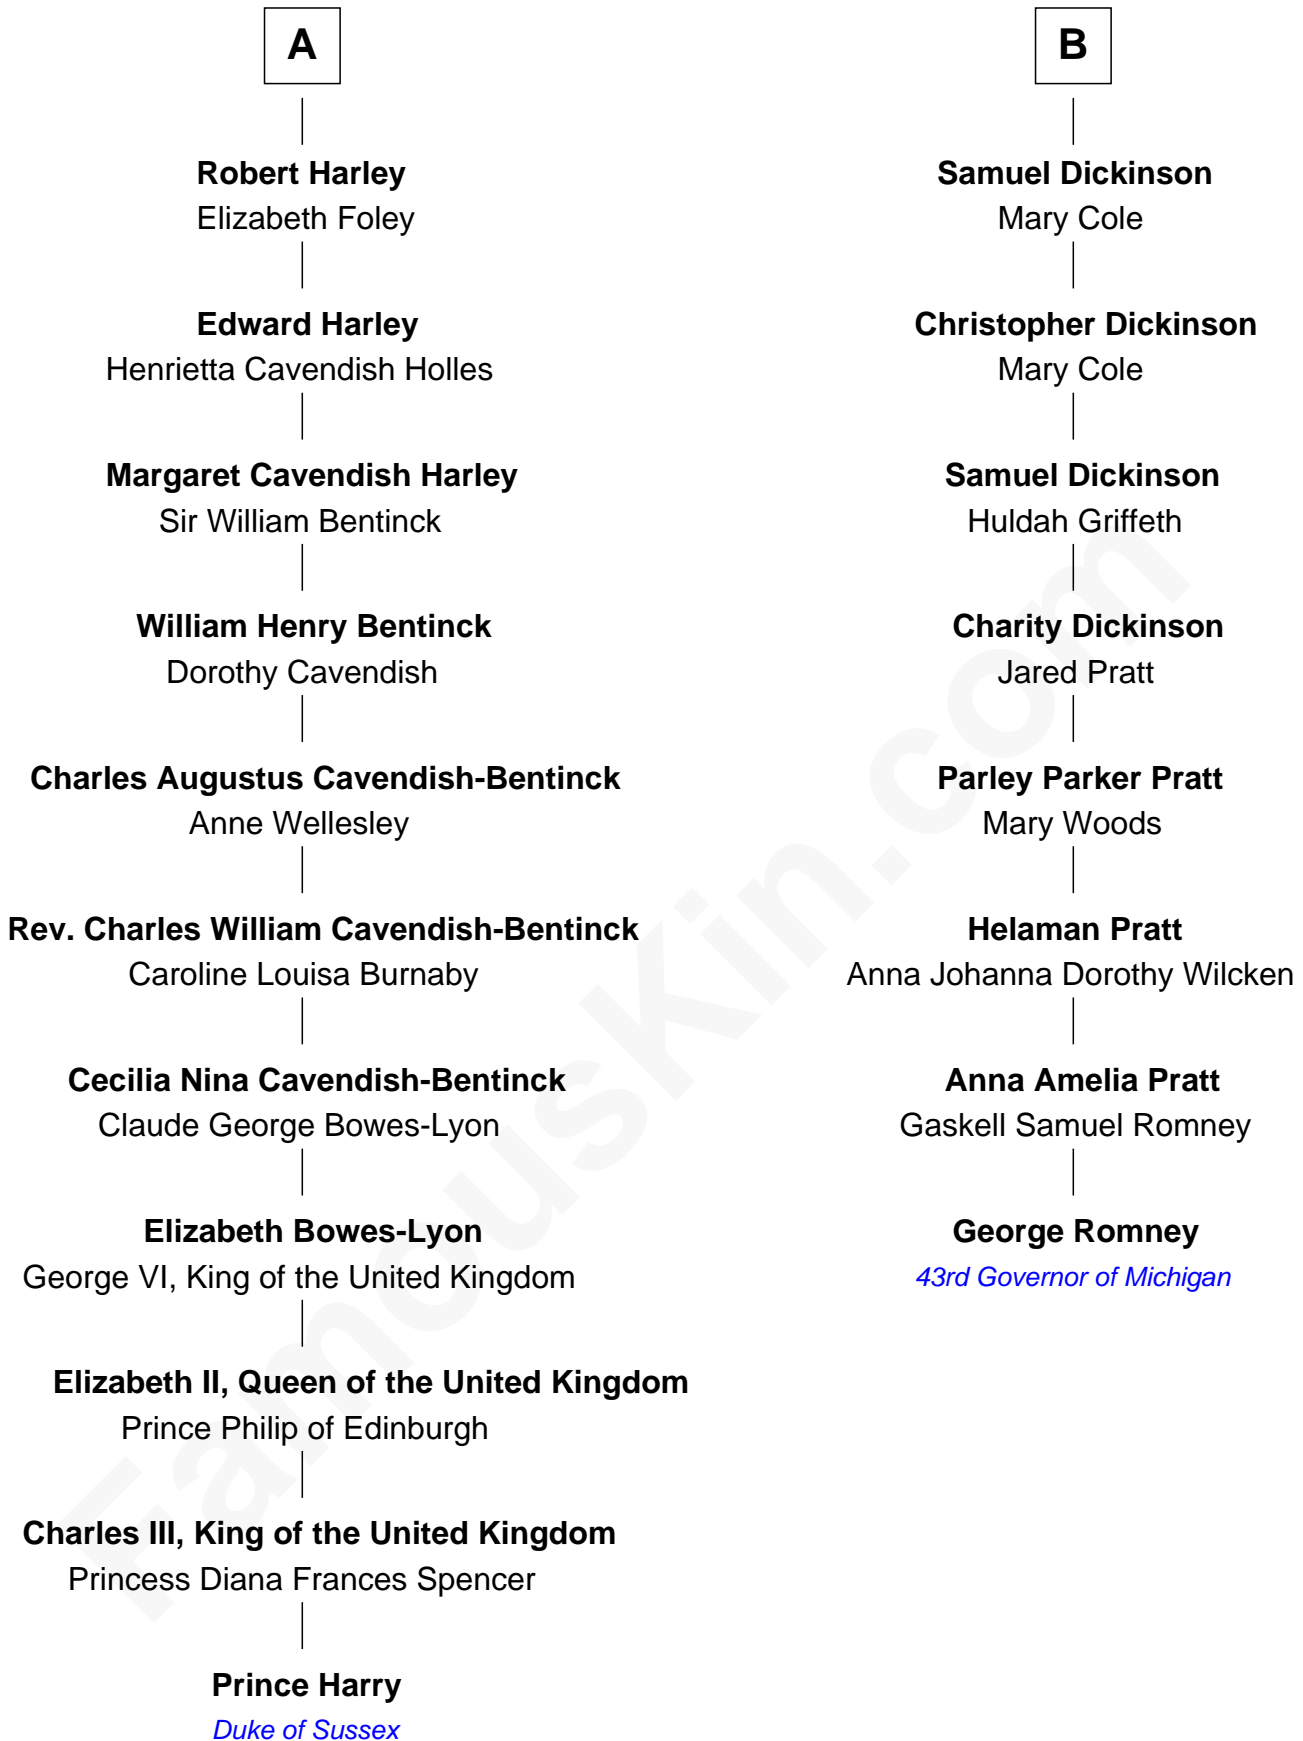 A
Robert Harley
Elizabeth Foley
Edward Harley
Henrietta Cavendish Holles
Margaret Cavendish Harley
Sir William Bentinck
William Henry Bentinck
Dorothy Cavendish
Charles Augustus Cavendish-Bentinck
Anne Wellesley
Rev. Charles William Cavendish-Bentinck
Caroline Louisa Burnaby
Cecilia Nina Cavendish-Bentinck
Claude George Bowes-Lyon
Elizabeth Bowes-Lyon
George VI, King of the United Kingdom
Elizabeth II, Queen of the United Kingdom
Prince Philip of Edinburgh
Charles III, King of the United Kingdom
Princess Diana Frances Spencer
Prince Harry
Duke of Sussex
B
Samuel Dickinson
Mary Cole
Christopher Dickinson
Mary Cole
Samuel Dickinson
Huldah Griffeth
Charity Dickinson
Jared Pratt
Parley Parker Pratt
Mary Woods
Helaman Pratt
Anna Johanna Dorothy Wilcken
Anna Amelia Pratt
Gaskell Samuel Romney
George Romney
43rd Governor of Michigan
FamousKin.com